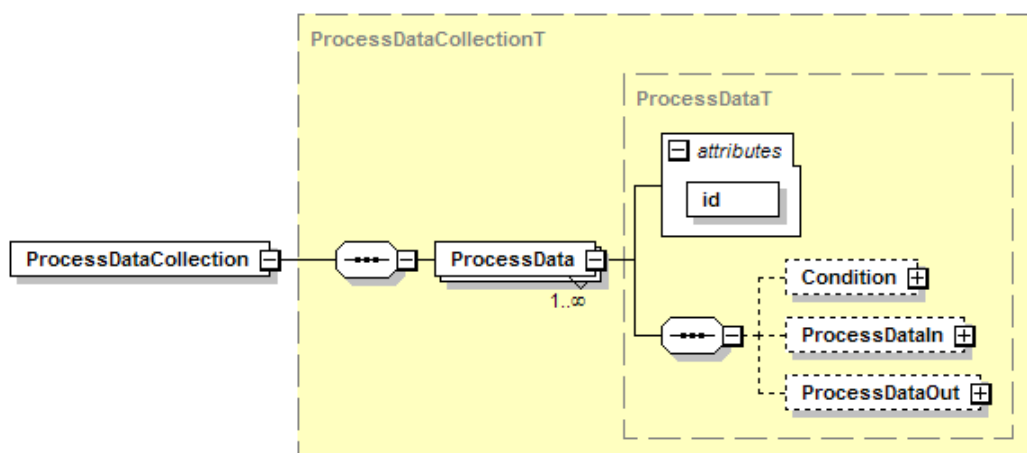 ProcessDataCollectionT
ProcessDataT
attributes
id
ProcessDataCollection
ProcessData
1..∞
Condition
ProcessDataIn
ProcessDataOut